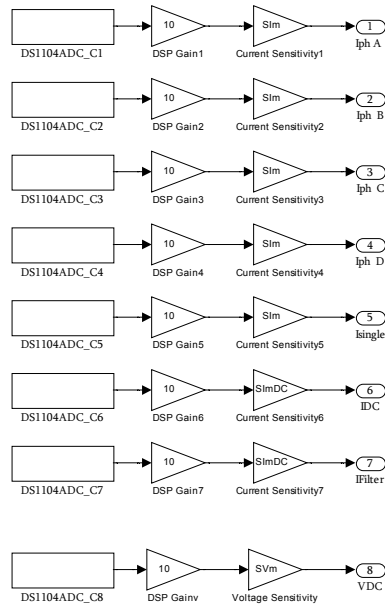 10 SIm 1
DS1104ADC_C1 DSP Gain1 Current Sensitivity1 Iph A
10 SIm 2
DS1104ADC_C2 DSP Gain2 Current Sensitivity2 Iph B
10 SIm 3
DS1104ADC_C3 DSP Gain3 Current Sensitivity3 Iph C
10 SIm 4
DS1104ADC_C4 DSP Gain4 Current Sensitivity4 Iph D
10 SIm 5
DS1104ADC_C5 DSP Gain5 Current Sensitivity5 Isingle
10 SImDC 6
DS1104ADC_C6 DSP Gain6 Current Sensitivity6 IDC
10 SImDC 7
DS1104ADC_C7 DSP Gain7 Current Sensitivity7 IFilter
10 SVm 8
DS1104ADC_C8 DSP Gainv Voltage Sensitivity VDC